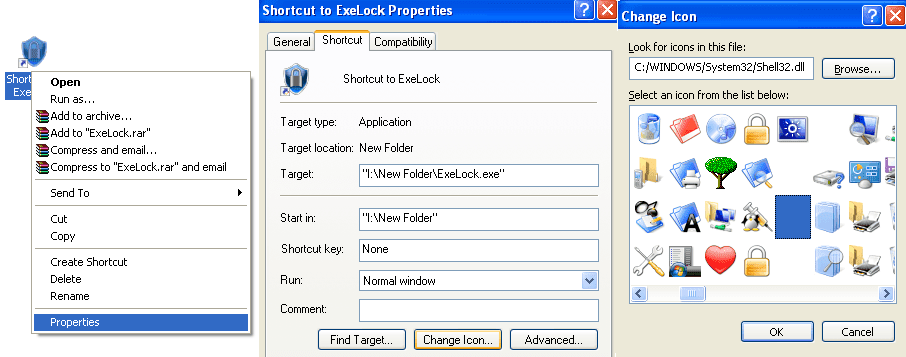 Short
Exe
Open
Run as...
Add to archive...
Add to "ExeLock.rar"
Compress and email...
Compress to "ExeLock.rar" and email
Send To
Cut
Copy
Create Shortcut
Delete
Rename
Properties
Shortcut to ExeLock Properties
General Shortcut Compatibility
Shortcut to ExeLock
Target type: Application
Target location: New Folder
Target: "I:\New Folder\ExeLock.exe"
Start in: "I:\New Folder"
Shortcut key: None
Run: Normal window
Comment:
Find Target... Change Icon... Advanced...
Change Icon
Look for icons in this file:
C:/WINDOWS/System32/Shell32.dll Browse...
Select an icon from the list below:
A
OK Cancel